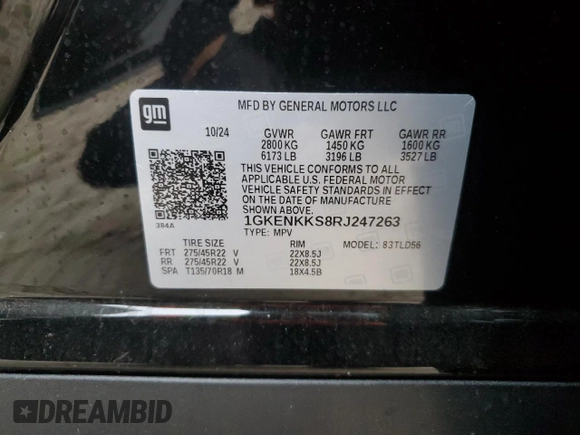 gm
MFD BY GENERAL MOTORS LLC
10/24 GVWR GAWR FRT GAWR RR
2800 KG 1450 KG 1600 KG
6173 LB 3196 LB 3527 LB
THIS VEHICLE CONFORMS TO ALL
APPLICABLE U.S. FEDERAL MOTOR
VEHICLE SAFETY STANDARDS IN EFFECT
ON THE DATE OF MANUFACTURE
SHOWN ABOVE.
384A 1GKENKKS8RJ247263
TYPE: MPV MODEL: 83TLD56
TIRE SIZE RIM
FRT 275/45R22 V 22X8.5J
RR 275/45R22 V 22X8.5J
SPA T135/70R18 M 18X4.5B
DREAMBID